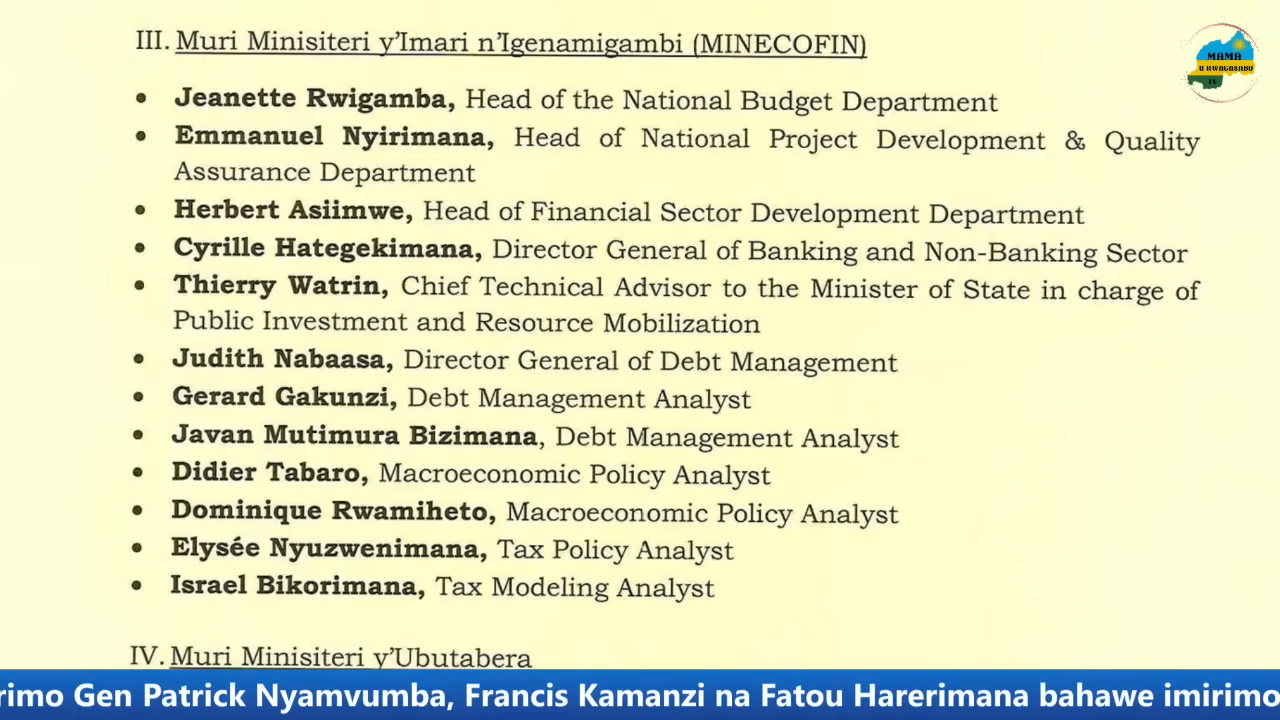 III. Muri Minisiteri y’Imari n’Igenamigambi (MINECOFIN)
MAMA
U RWAGASABU
TV
• Jeanette Rwigamba, Head of the National Budget Department
• Emmanuel Nyirimana, Head of National Project Development & Quality
Assurance Department
• Herbert Asiimwe, Head of Financial Sector Development Department
• Cyrille Hategekimana, Director General of Banking and Non-Banking Sector
• Thierry Watrin, Chief Technical Advisor to the Minister of State in charge of
Public Investment and Resource Mobilization
• Judith Nabaasa, Director General of Debt Management
• Gerard Gakunzi, Debt Management Analyst
• Javan Mutimura Bizimana, Debt Management Analyst
• Didier Tabaro, Macroeconomic Policy Analyst
• Dominique Rwamiheto, Macroeconomic Policy Analyst
• Elysée Nyuzwenimana, Tax Policy Analyst
• Israel Bikorimana, Tax Modeling Analyst
IV. Muri Minisiteri y’Ubutabera
rimo Gen Patrick Nyamvumba, Francis Kamanzi na Fatou Harerimana bahawe imirimo